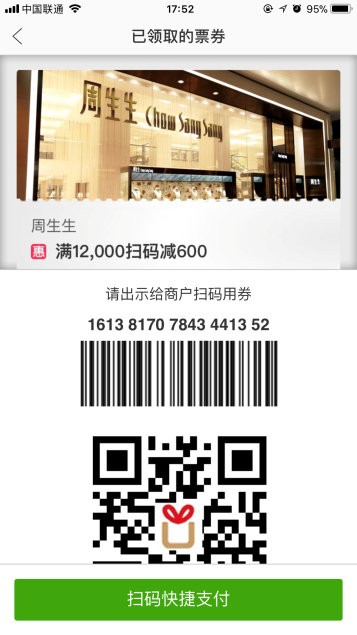 中国联通
17:52
95%
已领取的票券
周生生 Chow Sang Sang
周生生
惠 满12,000扫码减600
请出示给商户扫码用券
1613 8170 7843 4413 52
扫码快捷支付